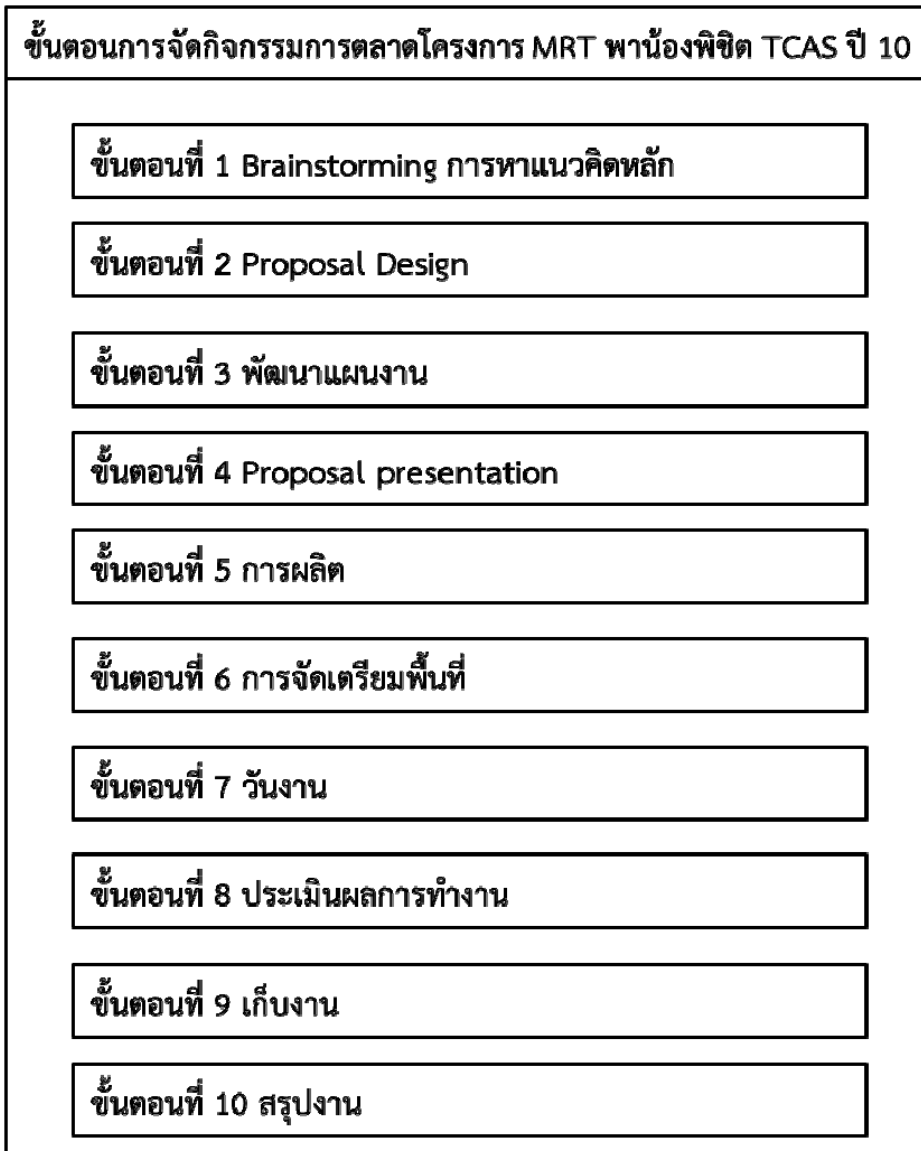 ขั้นตอนการจัดกิจกรรมการตลาดโครงการ MRT พาน้องพิชิต TCAS ปี 10
ขั้นตอนที่ 1 Brainstorming การหาแนวคิดหลัก
ขั้นตอนที่ 2 Proposal Design
ขั้นตอนที่ 3 พัฒนาแผนงาน
ขั้นตอนที่ 4 Proposal presentation
ขั้นตอนที่ 5 การผลิต
ขั้นตอนที่ 6 การจัดเตรียมพื้นที่
ขั้นตอนที่ 7 วันงาน
ขั้นตอนที่ 8 ประเมินผลการทำงาน
ขั้นตอนที่ 9 เก็บงาน
ขั้นตอนที่ 10 สรุปงาน